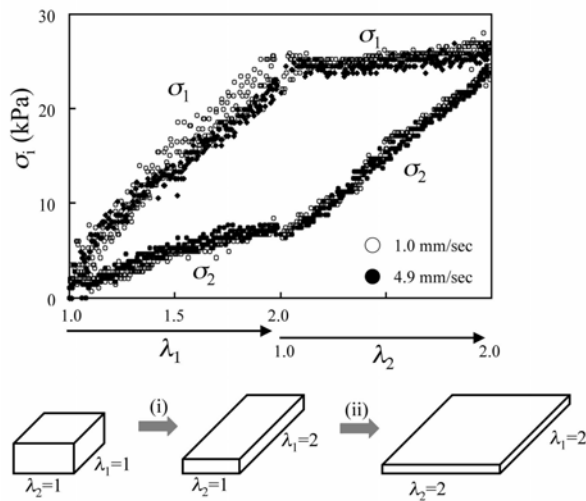 30
σ₁
σ₁
20
σᵢ (kPa)
σ₂
10
○ 1.0 mm/sec
σ₂
● 4.9 mm/sec
0
1.0 1.5 2.0
λ₁ 1.0 λ₂ 2.0
(i) (ii)
λ₁=1 λ₁=2 λ₁=2
λ₂=1 λ₂=1 λ₂=2